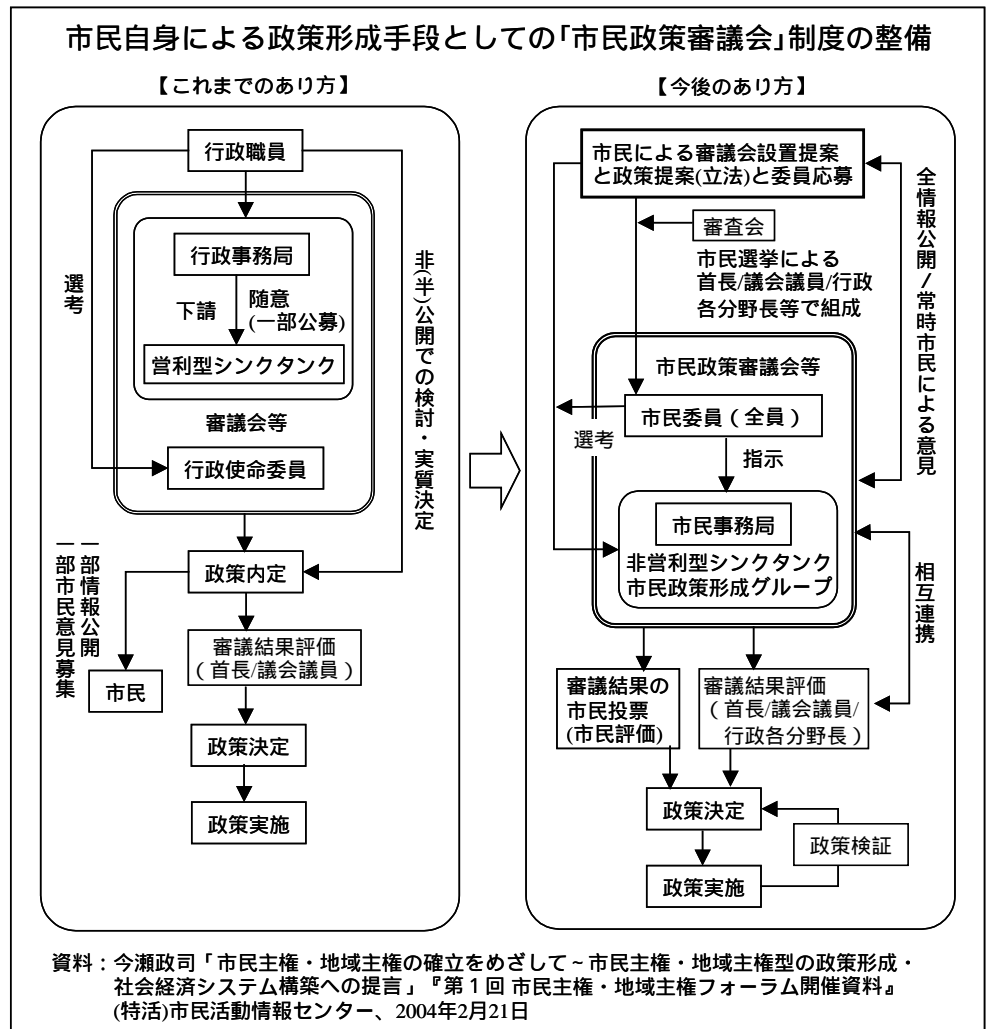 市民自身による政策形成手段としての「市民政策審議会」制度の整備
【これまでのあり方】
行政職員
選考
行政事務局
下請
随意
(一部公募)
営利型シンクタンク
審議会等
行政使命委員
非(半)公開での検討・実質決定
政策内定
一部情報公開
一部市民意見募集
市民
審議結果評価
（首長/議会議員）
政策決定
政策実施
【今後のあり方】
市民による審議会設置提案
と政策提案(立法)と委員応募
審査会
市民選挙による
首長/議会議員/行政
各分野長等で組成
全情報公開/常時市民による意見
市民政策審議会等
市民委員（全員）
選考
指示
市民事務局
非営利型シンクタンク
市民政策形成グループ
相互連携
審議結果の
市民投票
(市民評価)
審議結果評価
（首長/議会議員/
行政各分野長）
政策決定
政策検証
政策実施
資料：今瀬政司「市民主権・地域主権の確立をめざして～市民主権・地域主権型の政策形成・
社会経済システム構築への提言」『第１回 市民主権・地域主権フォーラム開催資料』
(特活)市民活動情報センター、2004年2月21日